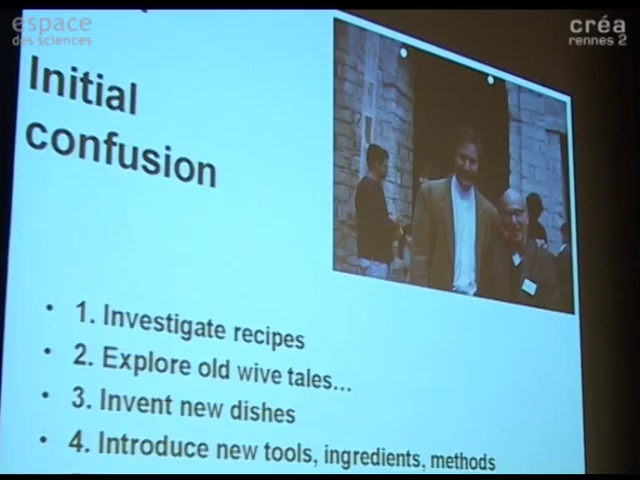 espace
des sciences
créa
rennes 2
Initial
confusion
• 1. Investigate recipes
• 2. Explore old wive tales...
• 3. Invent new dishes
• 4. Introduce new tools, ingredients, methods